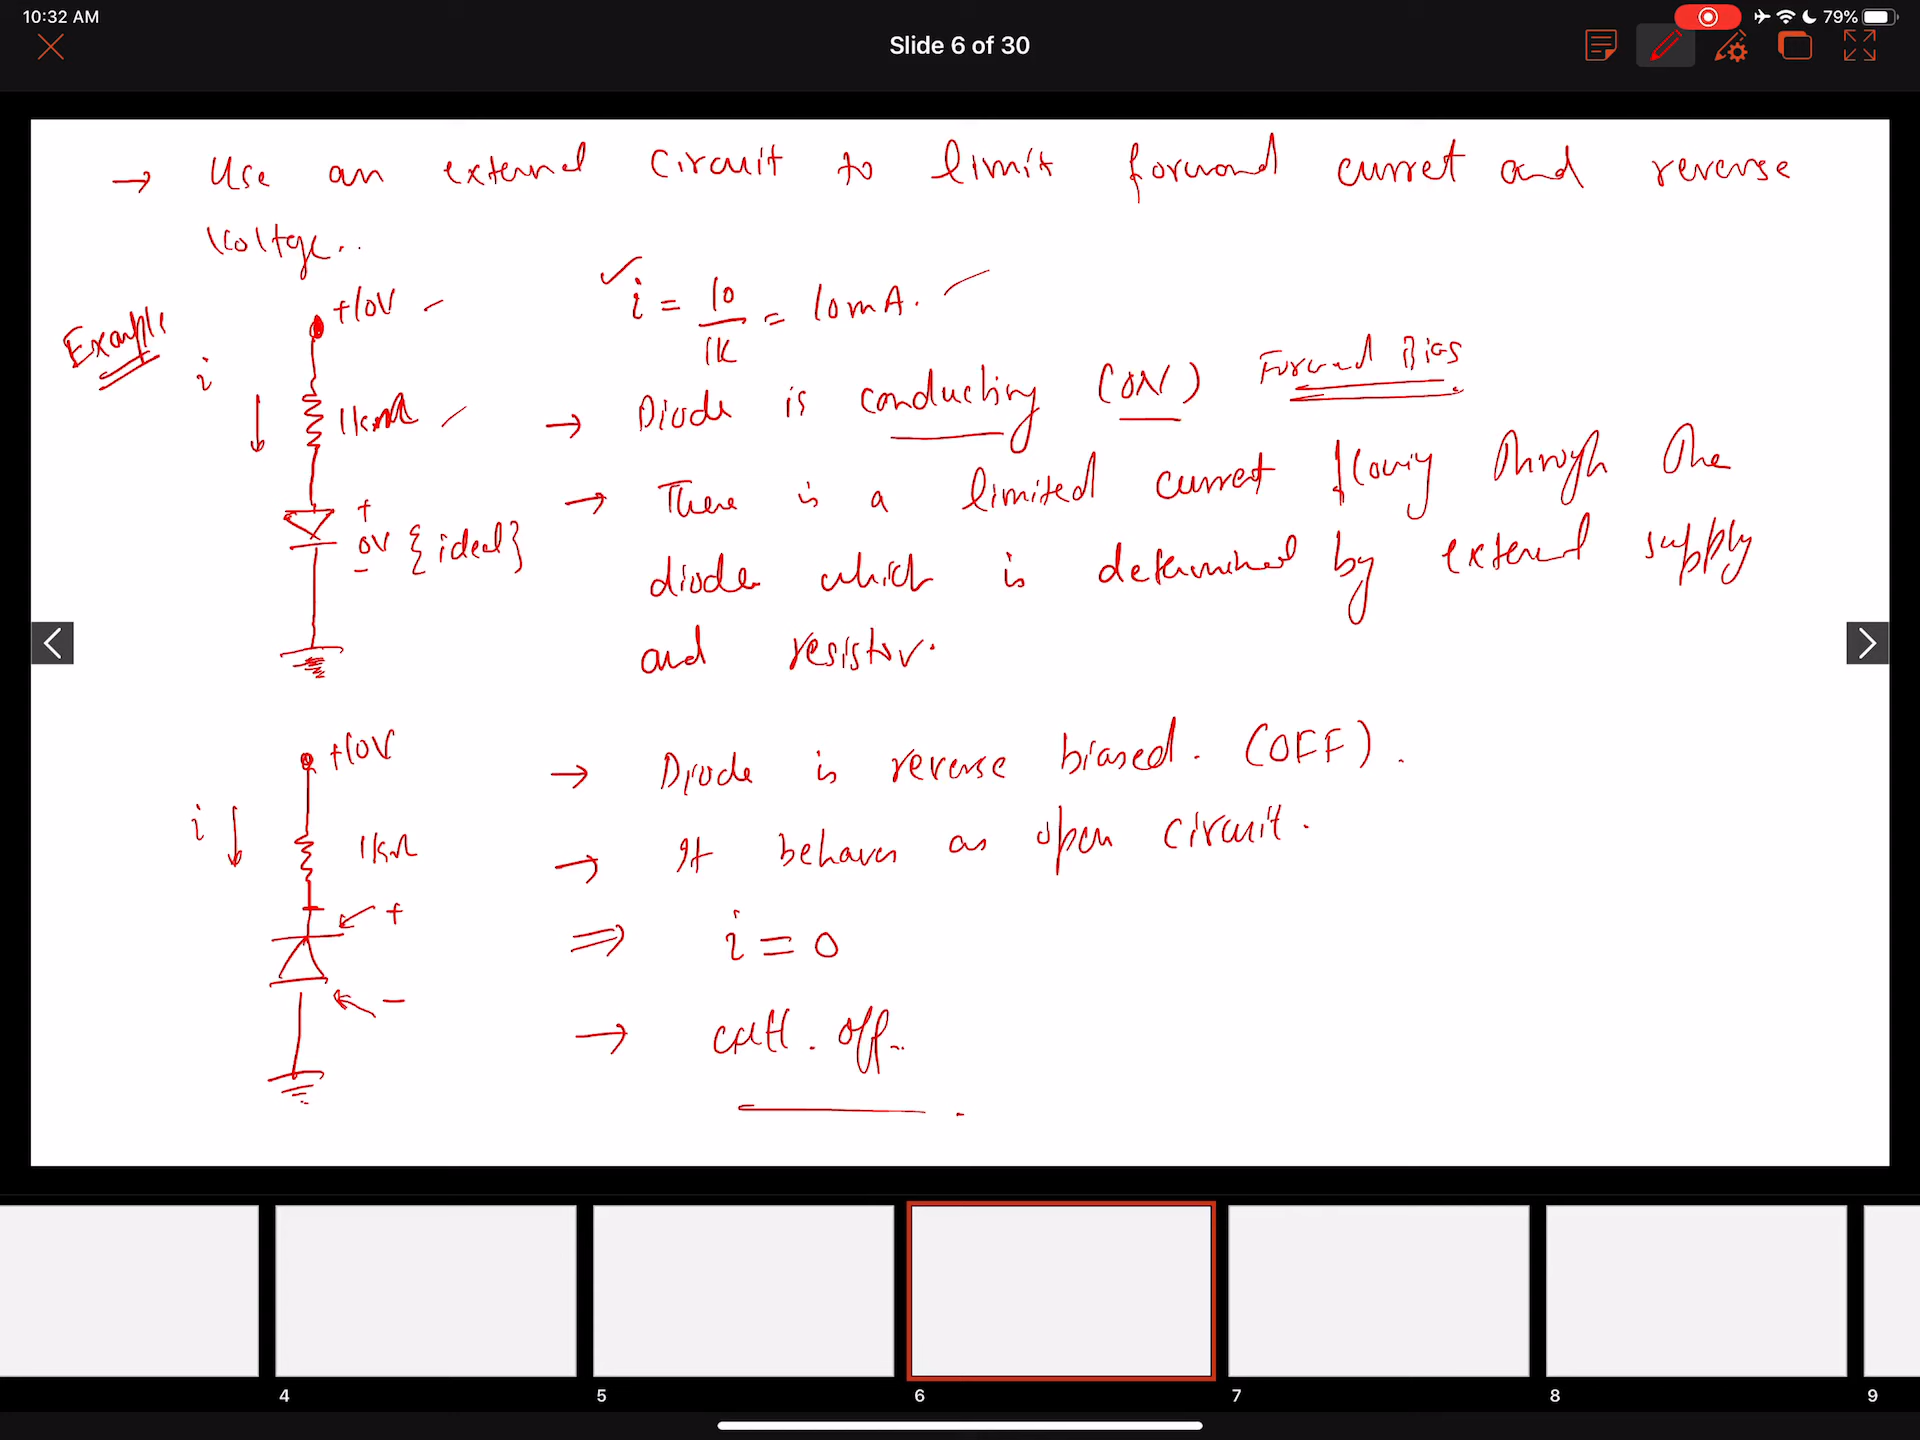 10:32 AM
79%
Slide 6 of 30
→ Use an external circuit to limit forward curret and reverse
Voltge..
Example
+10V
i = 10/1K = 10mA.
i
1kΩ
→ Diode is conducting (ON) Forward Bias
→ There is a limited current flowing through the
+
0V {ideal}
-
diode which is determined by external supply
and resistor.
+10V
→ Diode is reverse biased. (OFF).
i
1kΩ
→ It behaves as open circuit.
+
⇒ i = 0
-
→ cutt. off..
4
5
6
7
8
9